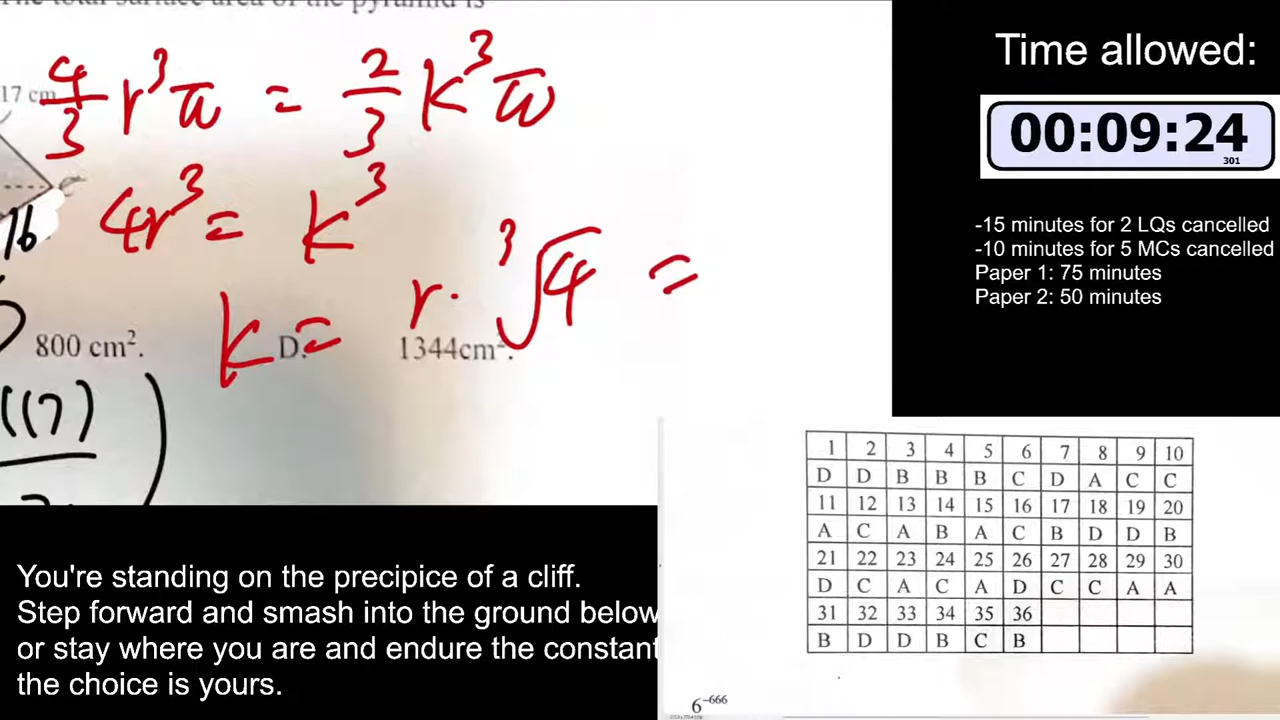 The total surface area of the pyramid is
17 cm
4/3 r³π = 2/3 k³π
4r³ = k³
16
k = r · ³√4 =
800 cm². D. 1344cm².
((17)
Time allowed:
00:09:24
301
-15 minutes for 2 LQs cancelled
-10 minutes for 5 MCs cancelled
Paper 1: 75 minutes
Paper 2: 50 minutes
1 2 3 4 5 6 7 8 9 10
D D B B B C D A C C
11 12 13 14 15 16 17 18 19 20
A C A B A C B D D B
21 22 23 24 25 26 27 28 29 30
D C A C A D C C A A
31 32 33 34 35 36
B D D B C B
You're standing on the precipice of a cliff.
Step forward and smash into the ground below
or stay where you are and endure the constant
the choice is yours.
6⁻⁶⁶⁶